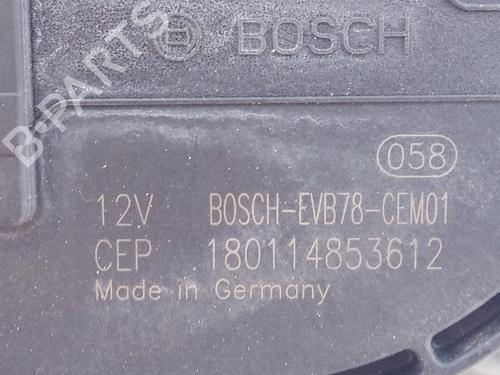 BOSCH
B-PARTS
058
12V BOSCH-EVB78-CEM01
CEP 180114853612
Made in Germany